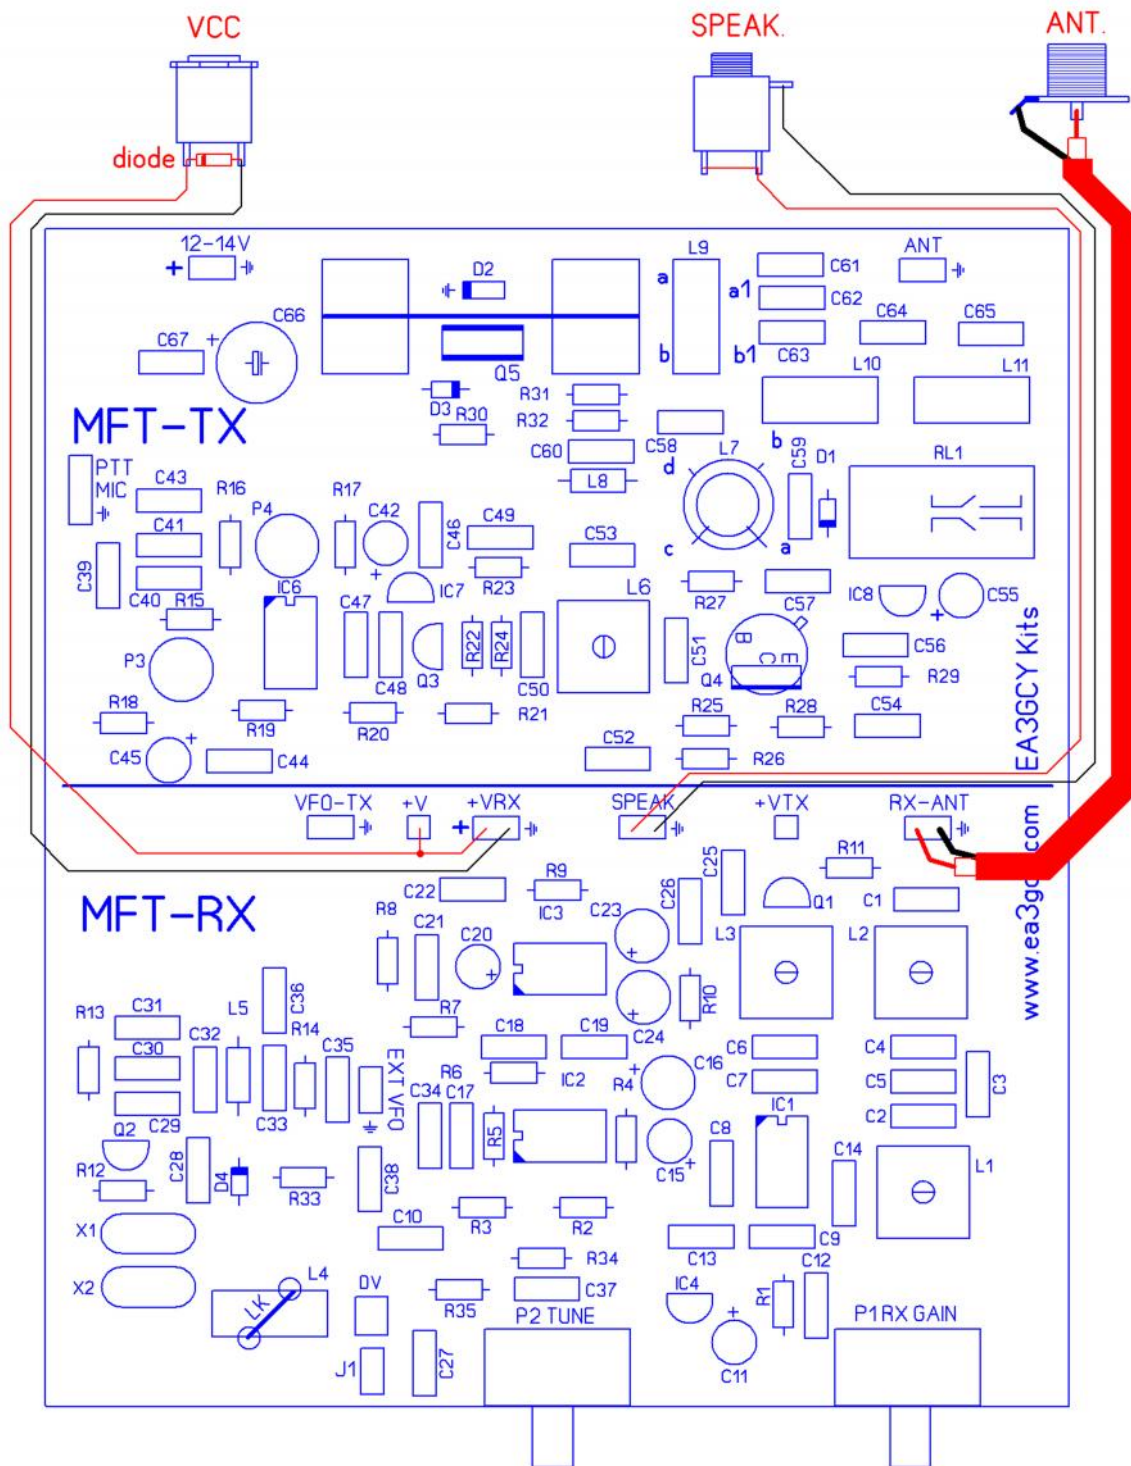 VCC SPEAK. ANT.
diode
12-14V L9 C61 ANT
+ D2 a a1 C62
C66 C64 C65
C67 + b b1 C63
Q5 L10 L11
D3 R31
MFT-TX R30 R32 C58 b
C60 L7 C59 D1 RL1
PTT d
MIC C43 R16 P4 R17 C42 L8
C41 C46 C49 C53
C39 + c a
C40 IC6 IC7 R23 L6 R27 C57 IC8 C55
R15 C47 +
P3 R22 R24 B C56
C48 Q3 C50 C51 C E R29
R18 Q4
R19 R20 R21 R25 R28 C54
C45 + C44 C52 R26 EA3GCY Kits
VFO-TX +V +VRX SPEAK +VTX RX-ANT
+
R11
C22 R9 C25 C1
MFT-RX R8 IC3 C23 C26 Q1
C21 C20 L3 L2
+ +
www.ea3gcy.com
C36 R7 + R10
R13 C31 L5 C24
C32 R14 C35 C18 C19 C6 C4
C30 EXT VFO R6 IC2 R4 + C16 C7 C5 C3
C34 C17 IC1 C2
C29 C33
Q2 R5 C8
C28 D4 C38 + C15 C14 L1
R12 R33
X1 R3 R2
C10 C13 C9
R34
X2 L4 0V C37 IC4 C12
LK R35 R1
P2 TUNE + P1 RX GAIN
J1 C27 C11